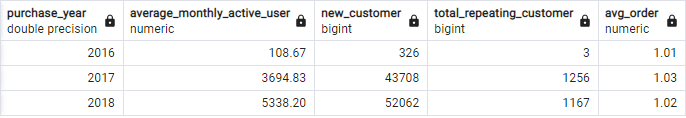 purchase_year average_monthly_active_user new_customer total_repeating_customer avg_order
double precision numeric bigint bigint numeric
2016 108.67 326 3 1.01
2017 3694.83 43708 1256 1.03
2018 5338.20 52062 1167 1.02